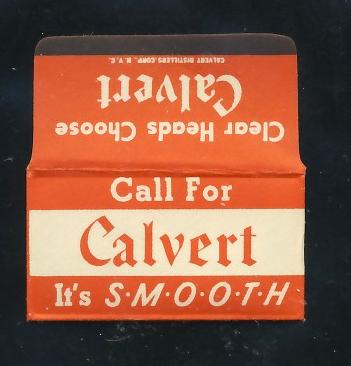 CALVERT DISTILLERS CORP., N. Y. C.
Calvert
Clear Heads Choose
Call For
Calvert
It's S·M·O·O·T·H